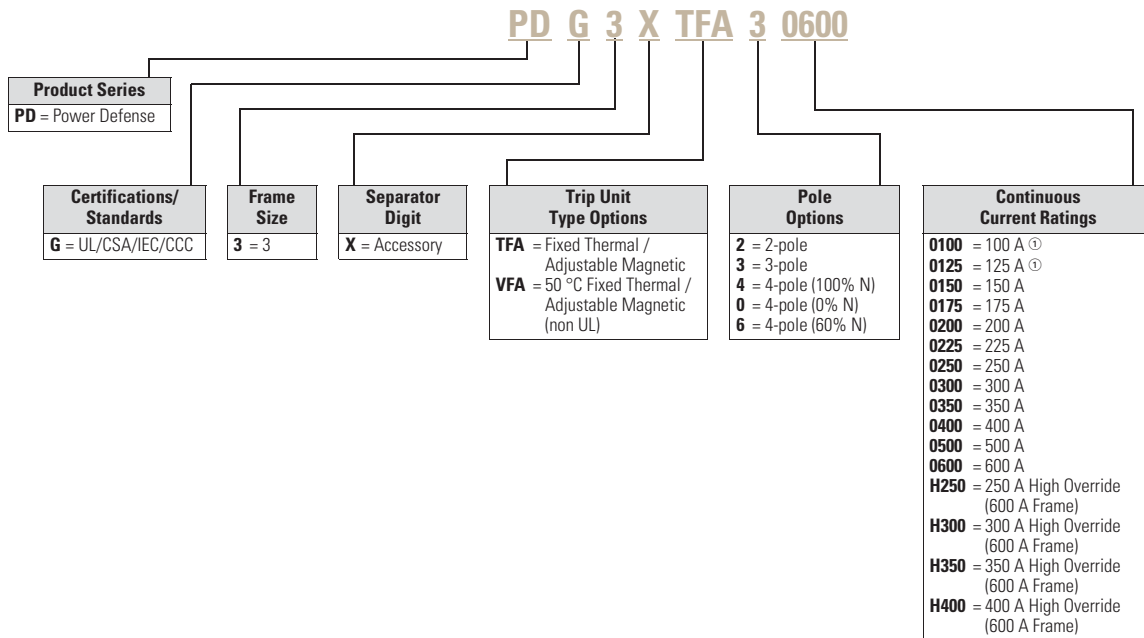 PD G 3 X TFA 3 0600
Product Series
PD = Power Defense
Certifications/
Standards
G = UL/CSA/IEC/CCC
Frame
Size
3 = 3
Separator
Digit
X = Accessory
Trip Unit
Type Options
TFA = Fixed Thermal /
Adjustable Magnetic
VFA = 50 °C Fixed Thermal /
Adjustable Magnetic
(non UL)
Pole
Options
2 = 2-pole
3 = 3-pole
4 = 4-pole (100% N)
0 = 4-pole (0% N)
6 = 4-pole (60% N)
Continuous
Current Ratings
0100 = 100 A ①
0125 = 125 A ①
0150 = 150 A
0175 = 175 A
0200 = 200 A
0225 = 225 A
0250 = 250 A
0300 = 300 A
0350 = 350 A
0400 = 400 A
0500 = 500 A
0600 = 600 A
H250 = 250 A High Override
(600 A Frame)
H300 = 300 A High Override
(600 A Frame)
H350 = 350 A High Override
(600 A Frame)
H400 = 400 A High Override
(600 A Frame)